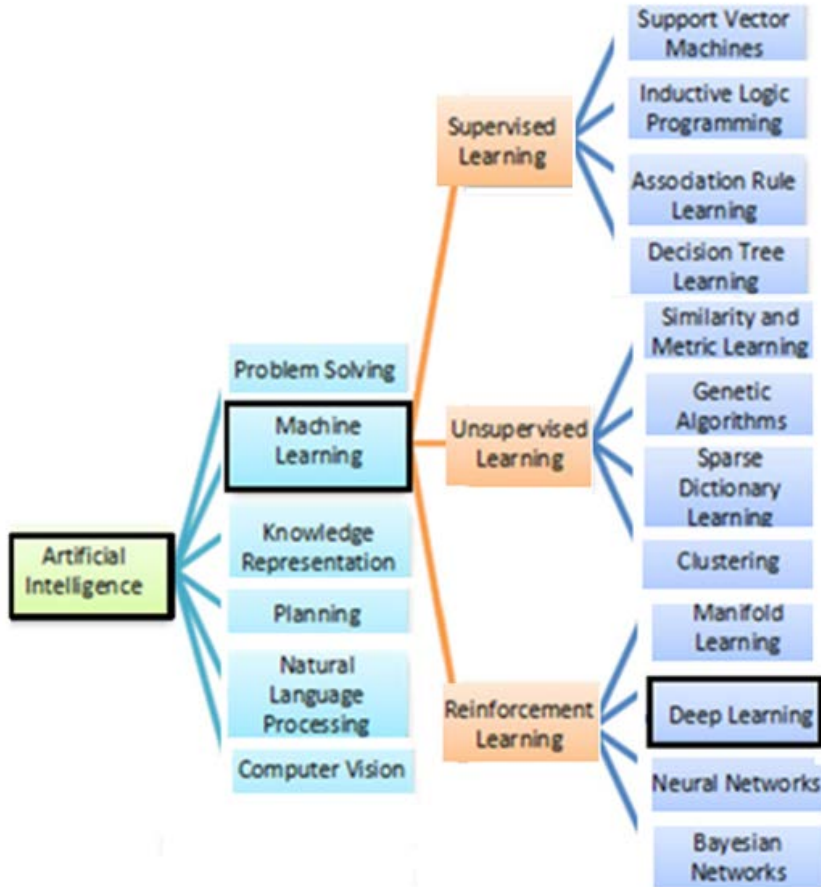 Artificial
Intelligence
Problem Solving
Machine
Learning
Knowledge
Representation
Planning
Natural
Language
Processing
Computer Vision
Supervised
Learning
Unsupervised
Learning
Reinforcement
Learning
Support Vector
Machines
Inductive Logic
Programming
Association Rule
Learning
Decision Tree
Learning
Similarity and
Metric Learning
Genetic
Algorithms
Sparse
Dictionary
Learning
Clustering
Manifold
Learning
Deep Learning
Neural Networks
Bayesian
Networks